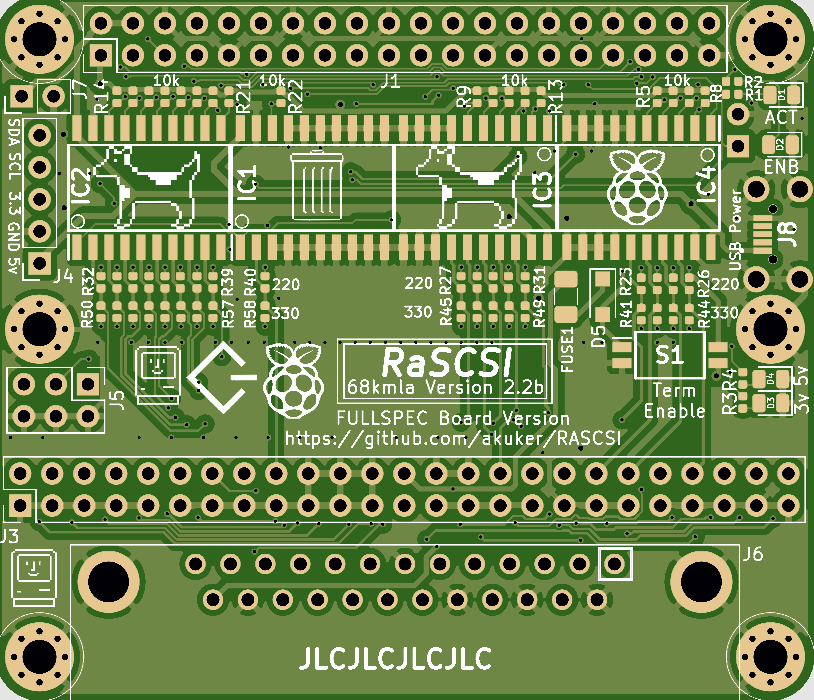 10k 10k J1 10k 10k R2
J7 R14 R21 R22 R9 R13 R5 R8 R1 D1
ACT
D2
ENB
SDA SCL 3.3 GND 5v
IC2 IC1 IC3 IC4
USB Power
J8
J4
R32 R39 R40 220 220 R27 R31 R23 R26 220
R50 R57 R58 330 330 R45 R49 R41 R44 330
FUSE1 D5
RaSCSI
68kmla Version 2.2b
S1
Term
Enable
R3 R4 D4 5v
D3 3v
J5
FULLSPEC Board Version
https://github.com/akuker/RASCSI
J3
J6
JLCJLCJLCJLC